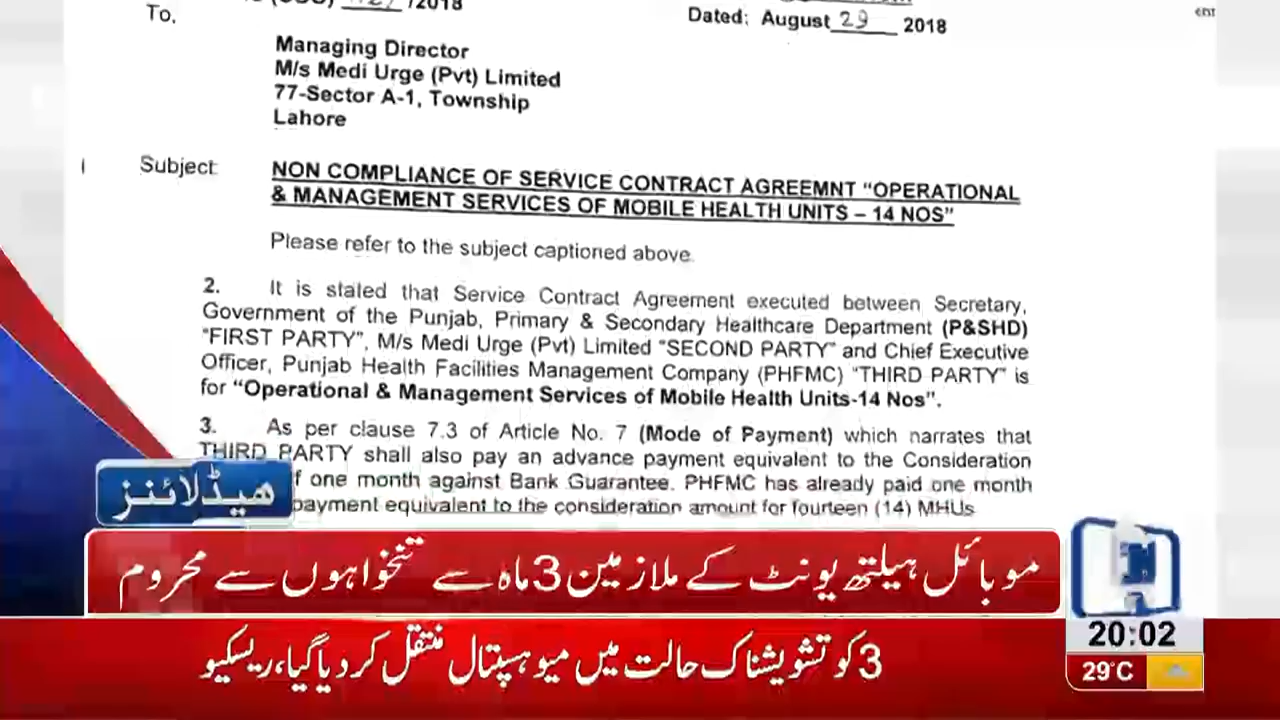 /2018
Dated: August 29 2018
To,
Managing Director
M/s Medi Urge (Pvt) Limited
77-Sector A-1, Township
Lahore
Subject:
NON COMPLIANCE OF SERVICE CONTRACT AGREEMNT “OPERATIONAL
& MANAGEMENT SERVICES OF MOBILE HEALTH UNITS – 14 NOS”
Please refer to the subject captioned above.
2. It is stated that Service Contract Agreement executed between Secretary,
Government of the Punjab, Primary & Secondary Healthcare Department (P&SHD)
“FIRST PARTY”, M/s Medi Urge (Pvt) Limited “SECOND PARTY” and Chief Executive
Officer, Punjab Health Facilities Management Company (PHFMC) “THIRD PARTY” is
for “Operational & Management Services of Mobile Health Units-14 Nos”.
3. As per clause 7.3 of Article No. 7 (Mode of Payment) which narrates that
THIRD PARTY shall also pay an advance payment equivalent to the Consideration
one month against Bank Guarantee. PHFMC has already paid one month
payment equivalent to the consideration amount for fourteen (14) MHUs
ہیڈلائنز
موبائل ہیلتھ یونٹ کے ملازمین 3 ماہ سے تنخواہوں سے محروم
3 کو تشویشناک حالت میں میو ہسپتال منتقل کر دیا گیا، ریسکیو
20:02
29°C